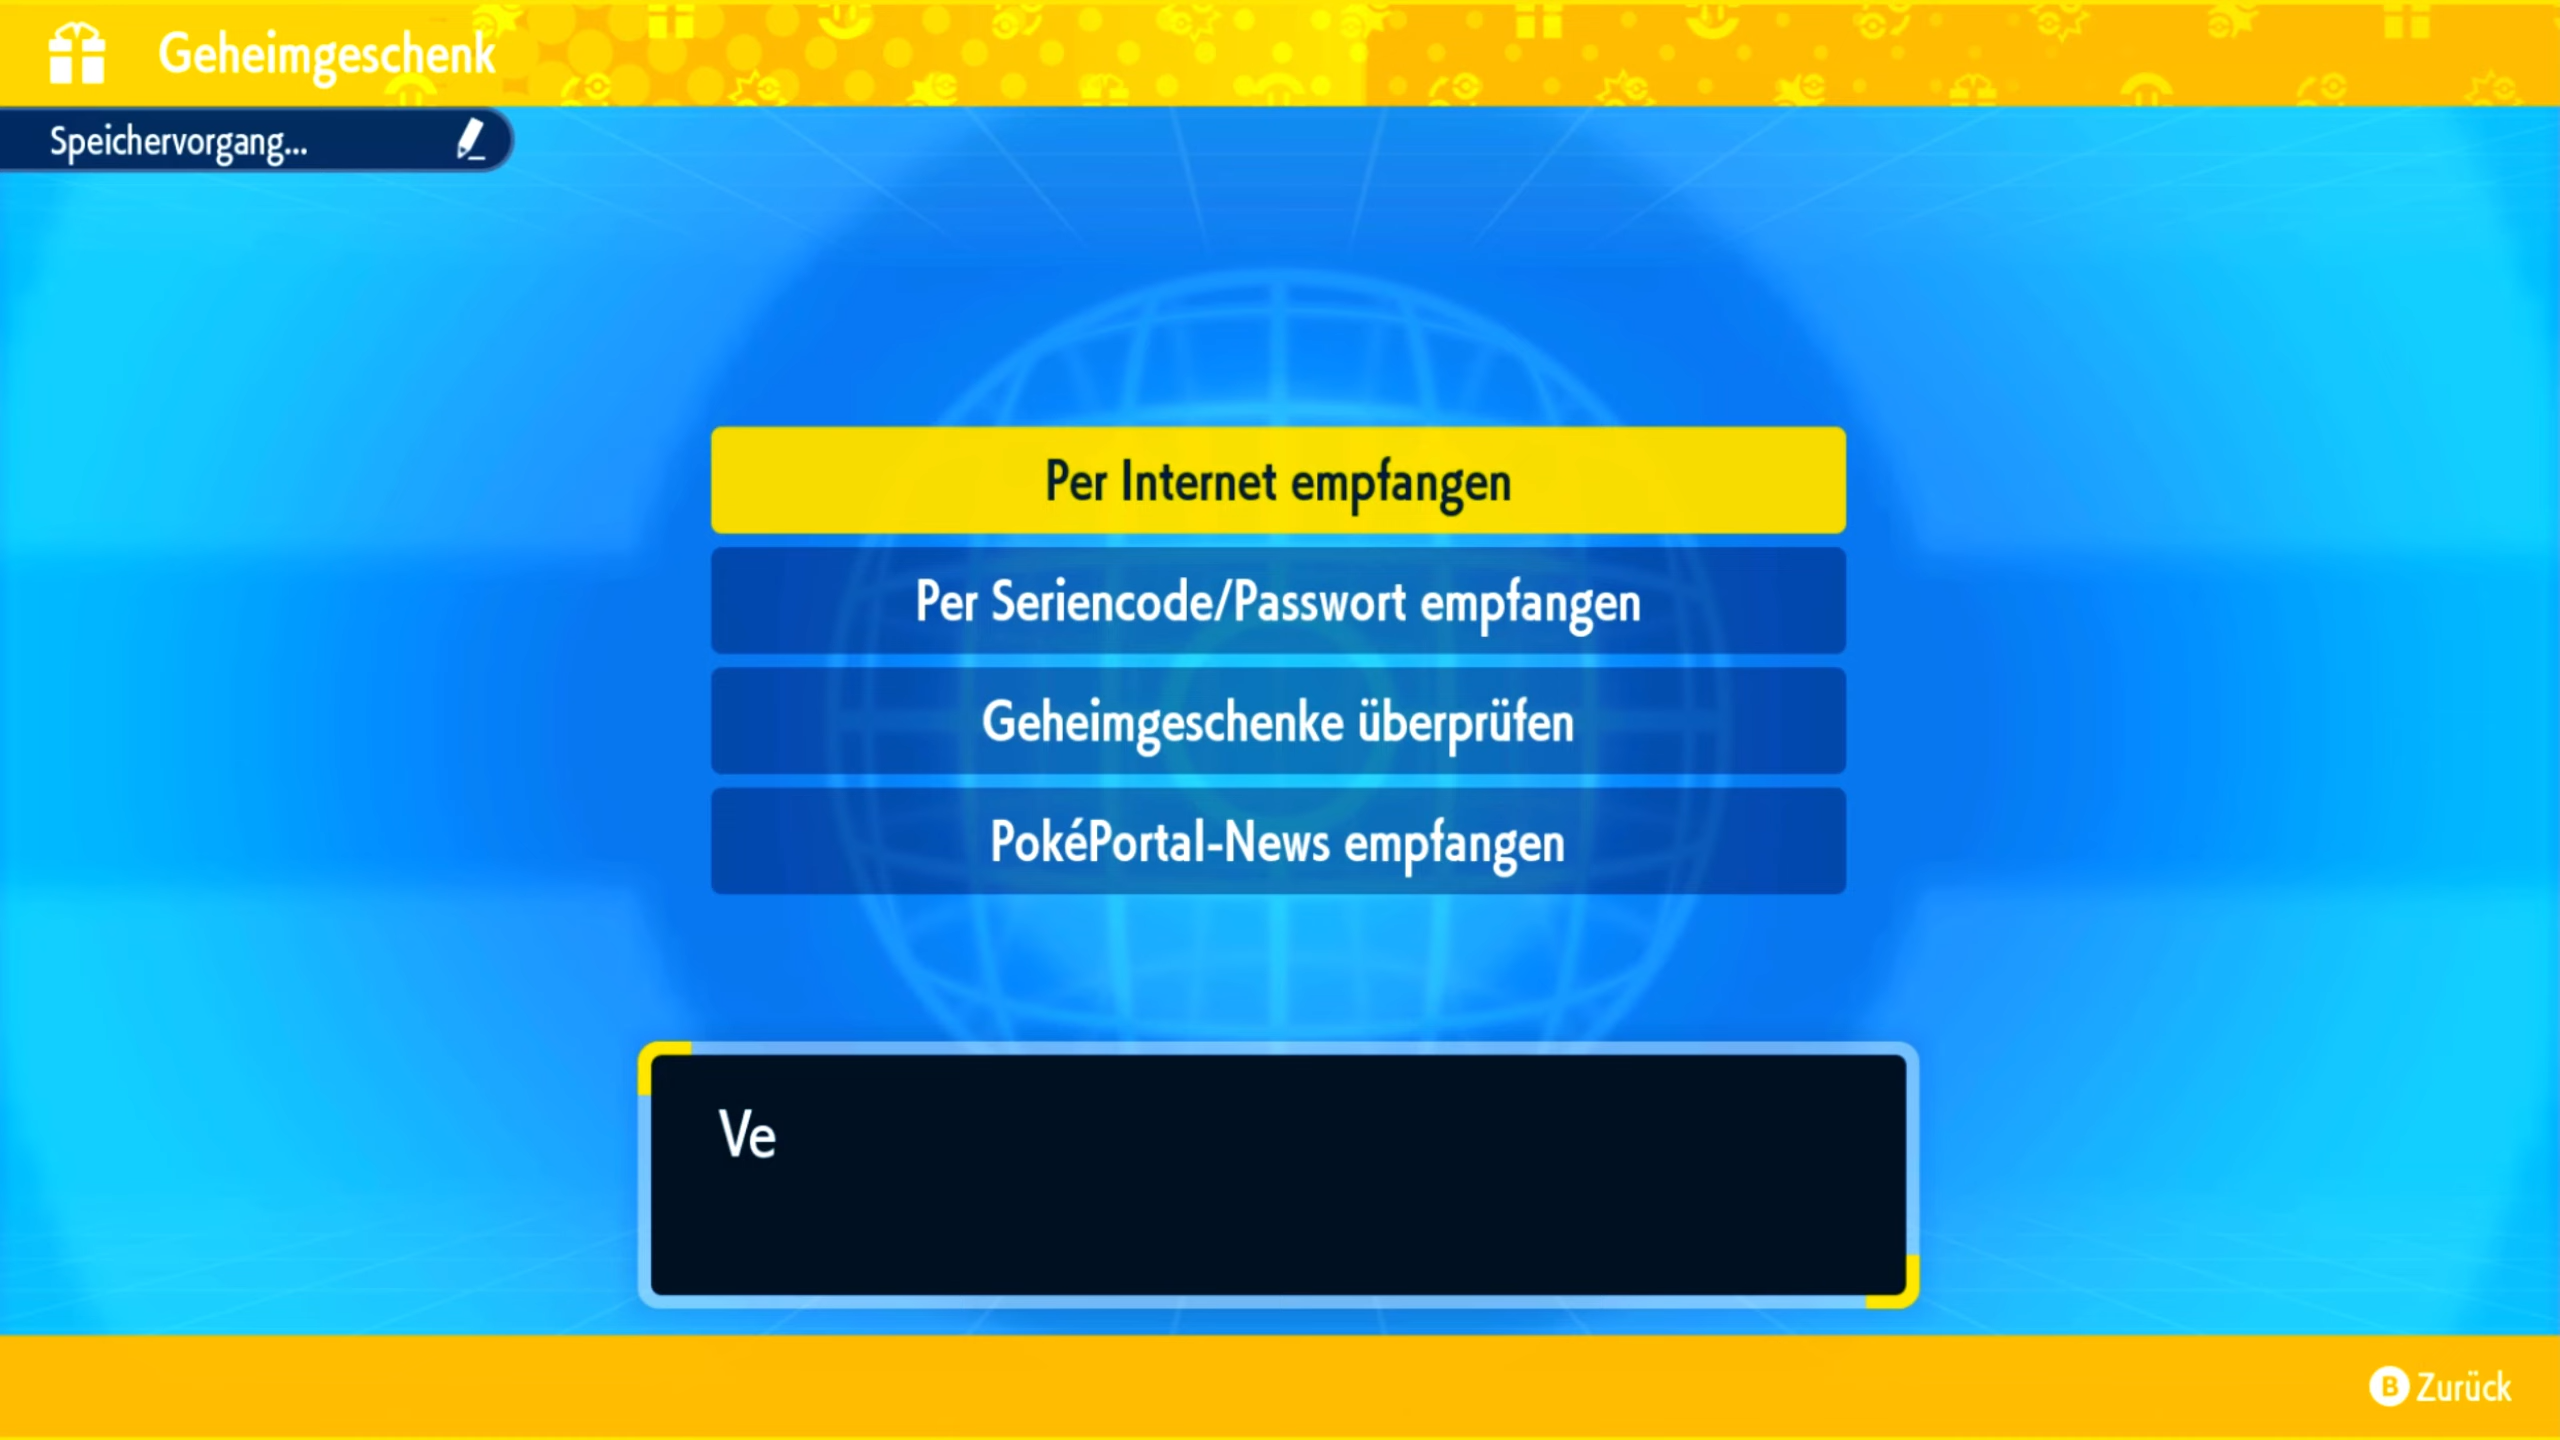 Geheimgeschenk
Speichervorgang...
Per Internet empfangen
Per Seriencode/Passwort empfangen
Geheimgeschenke überprüfen
PokéPortal-News empfangen
Ve
B Zurück